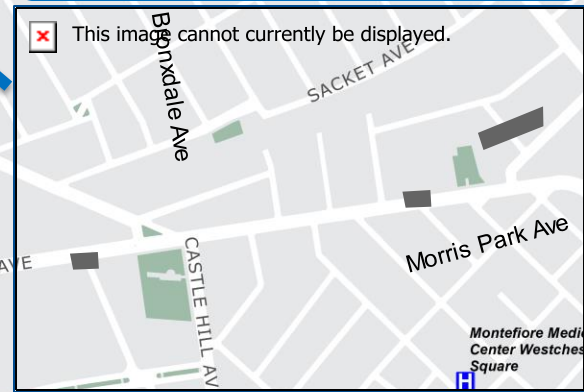 This image cannot currently be displayed.
Bronxdale Ave
SACKET AVE
AVE
CASTLE HILL AV
Morris Park Ave
Montefiore Medi
Center Westches
Square
H